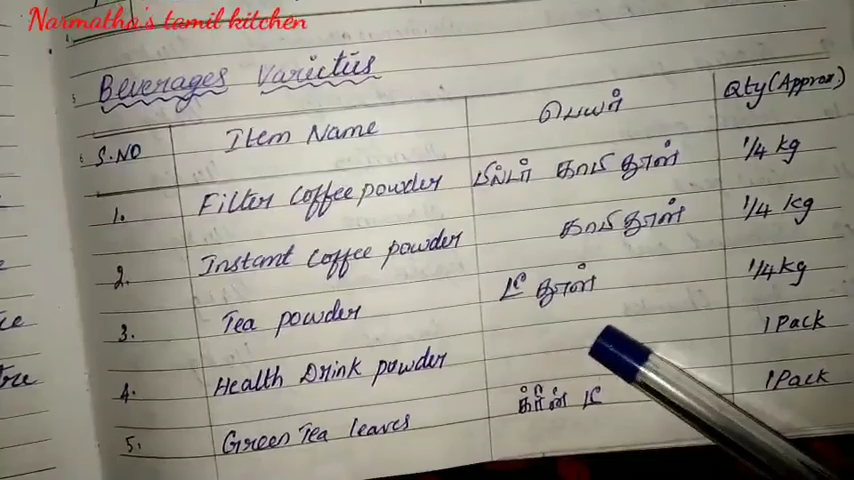 Narmatha's tamil kitchen
Beverages Varieties
S.NO Item Name பெயர் Qty(Approx)
1. Filter Coffee powder பில்டர் காபி தூள் 1/4 kg
2. Instant Coffee powder காபி தூள் 1/4 kg
3. Tea powder டீ தூள் 1/4 kg
4. Health Drink powder 1 Pack
5. Green Tea leaves கிரீன் டீ 1 Pack